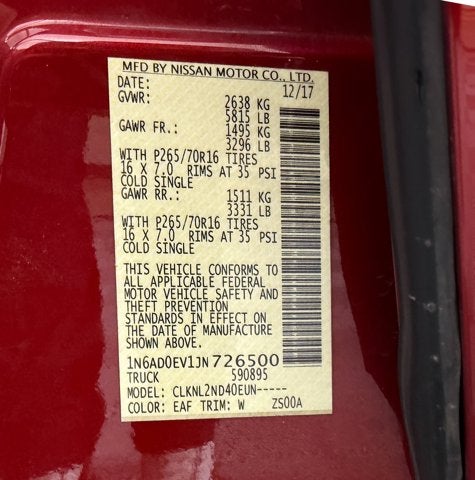 MFD BY NISSAN MOTOR CO., LTD.
DATE: 12/17
GVWR: 2638 KG
5815 LB
GAWR FR.: 1495 KG
3296 LB
WITH P265/70R16 TIRES
16 X 7.0 RIMS AT 35 PSI
COLD SINGLE
GAWR RR.: 1511 KG
3331 LB
WITH P265/70R16 TIRES
16 X 7.0 RIMS AT 35 PSI
COLD SINGLE
THIS VEHICLE CONFORMS TO
ALL APPLICABLE FEDERAL
MOTOR VEHICLE SAFETY AND
THEFT PREVENTION
STANDARDS IN EFFECT ON
THE DATE OF MANUFACTURE
SHOWN ABOVE.
1N6AD0EV1JN726500
TRUCK 590895
MODEL: CLKNL2ND40EUN-----
COLOR: EAF TRIM: W ZS00A